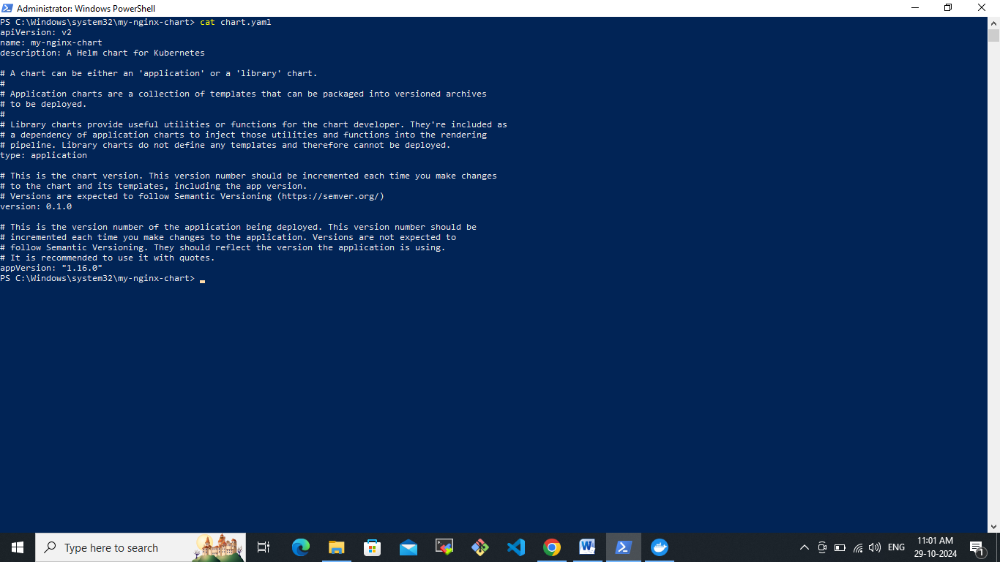 Administrator: Windows PowerShell
PS C:\Windows\system32\my-nginx-chart> cat chart.yaml
apiVersion: v2
name: my-nginx-chart
description: A Helm chart for Kubernetes
# A chart can be either an 'application' or a 'library' chart.
#
# Application charts are a collection of templates that can be packaged into versioned archives
# to be deployed.
#
# Library charts provide useful utilities or functions for the chart developer. They're included as
# a dependency of application charts to inject those utilities and functions into the rendering
# pipeline. Library charts do not define any templates and therefore cannot be deployed.
type: application
# This is the chart version. This version number should be incremented each time you make changes
# to the chart and its templates, including the app version.
# Versions are expected to follow Semantic Versioning (https://semver.org/)
version: 0.1.0
# This is the version number of the application being deployed. This version number should be
# incremented each time you make changes to the application. Versions are not expected to
# follow Semantic Versioning. They should reflect the version the application is using.
# It is recommended to use it with quotes.
appVersion: "1.16.0"
PS C:\Windows\system32\my-nginx-chart>
Type here to search
ENG
11:01 AM
29-10-2024
1